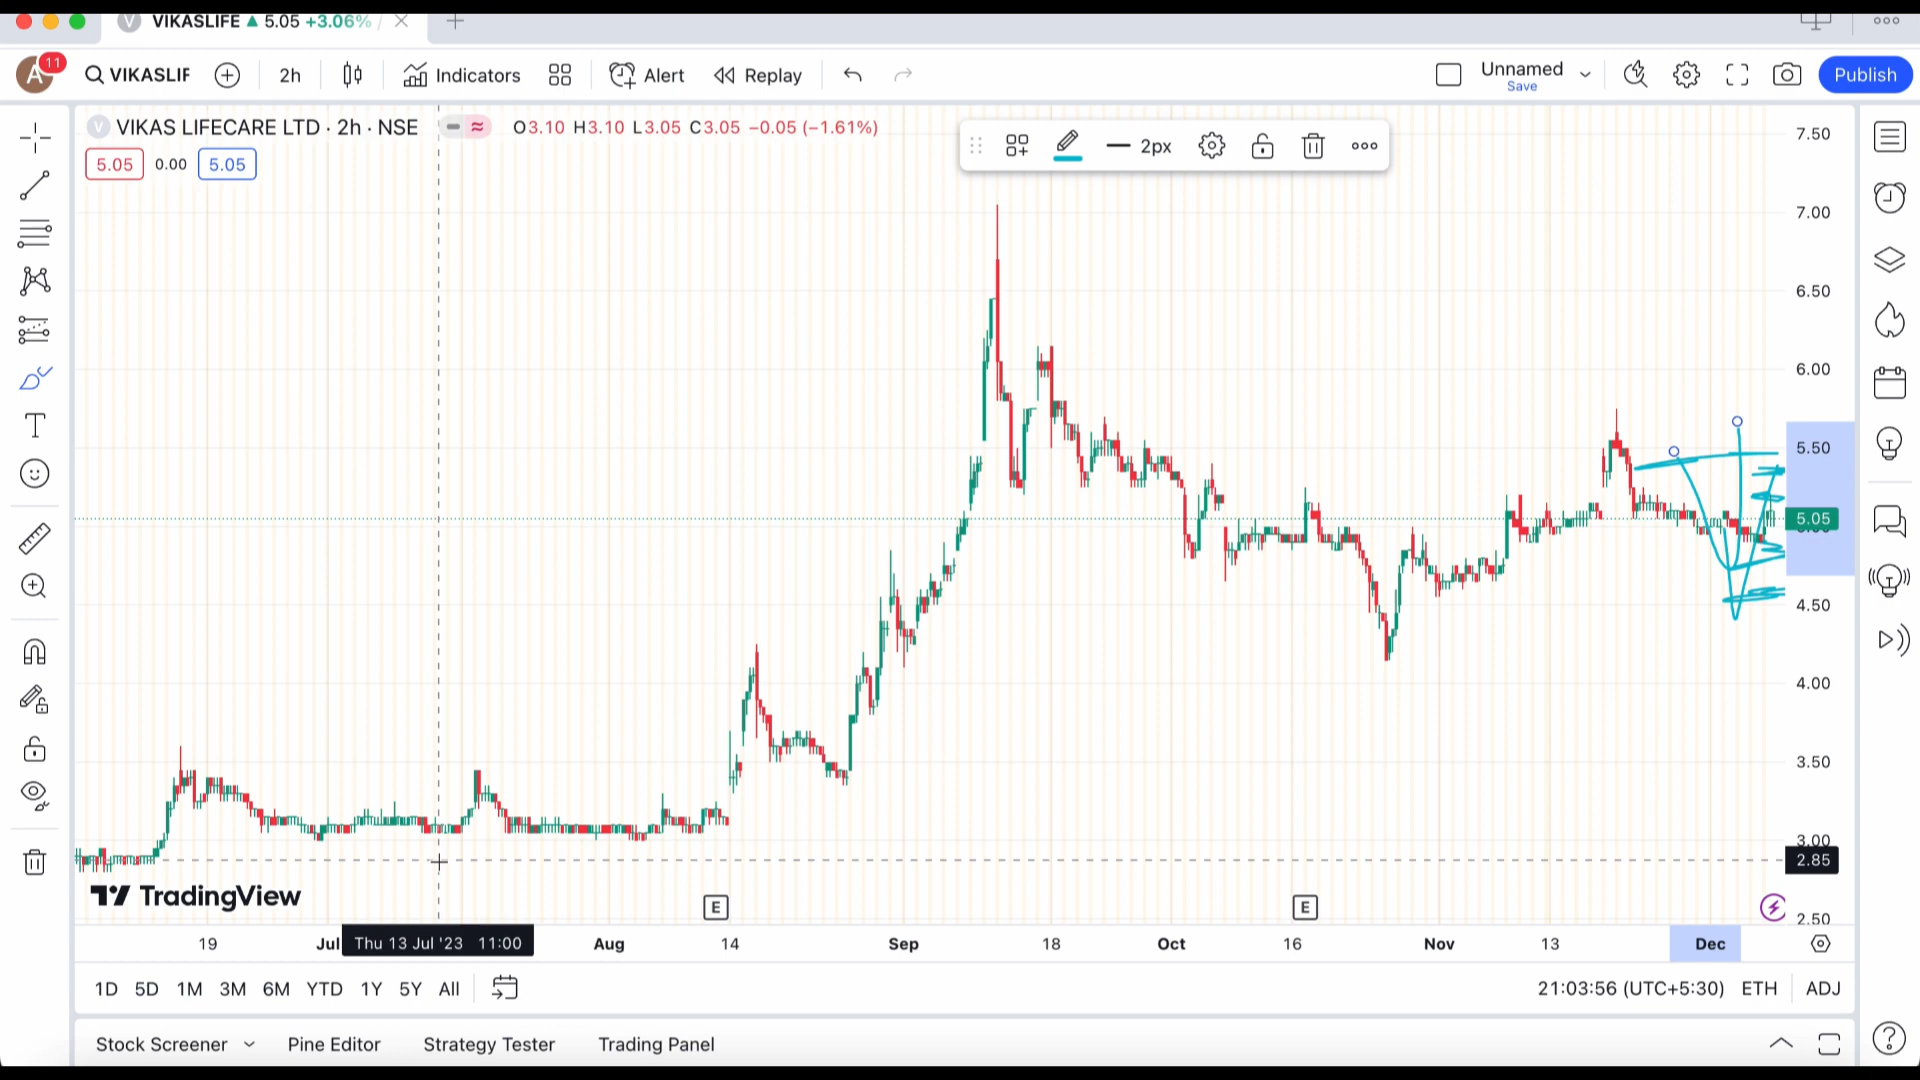 V VIKASLIFE ▲ 5.05 +3.06% /
A 11 VIKASLIF 2h Indicators Alert Replay Unnamed Save Publish
V VIKAS LIFECARE LTD · 2h · NSE O3.10 H3.10 L3.05 C3.05 −0.05 (−1.61%)
5.05 0.00 5.05
2px
7.50
7.00
6.50
6.00
5.50
5.05
4.50
4.00
3.50
3.00
2.85
2.50
TradingView
E E
19 Jul Thu 13 Jul '23 11:00 Aug 14 Sep 18 Oct 16 Nov 13 Dec
1D 5D 1M 3M 6M YTD 1Y 5Y All 21:03:56 (UTC+5:30) ETH ADJ
Stock Screener Pine Editor Strategy Tester Trading Panel